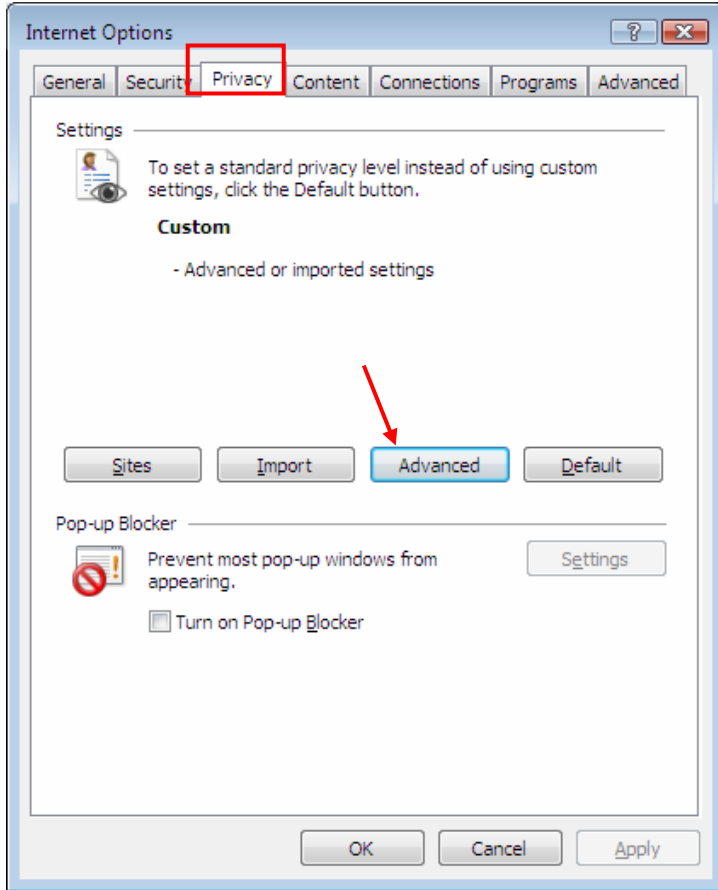 Internet Options
General Security Privacy Content Connections Programs Advanced
Settings
To set a standard privacy level instead of using custom
settings, click the Default button.
Custom
- Advanced or imported settings
Sites Import Advanced Default
Pop-up Blocker
Prevent most pop-up windows from
appearing.
Settings
Turn on Pop-up Blocker
OK Cancel Apply